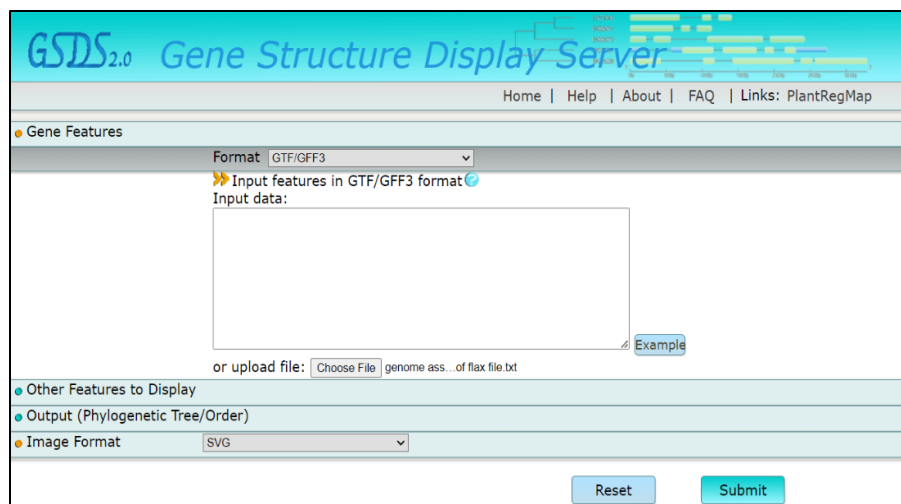 GSDS2.0 Gene Structure Display Server
Home | Help | About | FAQ | Links: PlantRegMap
Gene Features
Format GTF/GFF3
Input features in GTF/GFF3 format
Input data:
Example
or upload file: Choose File genome ass...of flax file.txt
Other Features to Display
Output (Phylogenetic Tree/Order)
Image Format SVG
Reset Submit